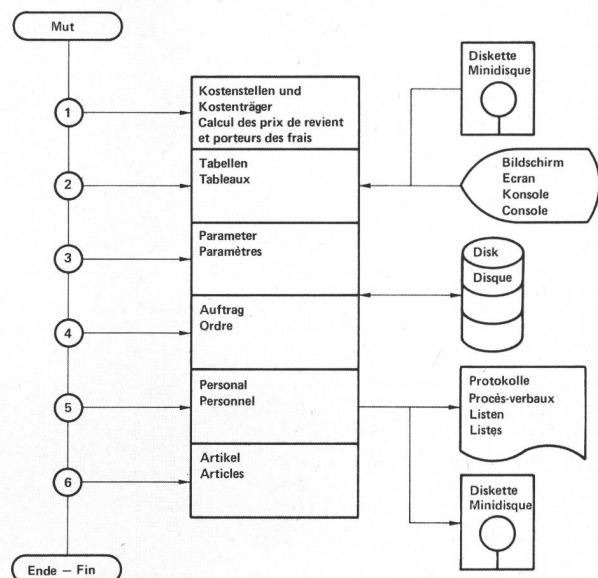 Mut
1
Kostenstellen und
Kostenträger
Calcul des prix de revient
et porteurs des frais
Diskette
Minidisque
2
Tabellen
Tableaux
Bildschirm
Ecran
Konsole
Console
3
Parameter
Paramètres
Disk
Disque
4
Auftrag
Ordre
5
Personal
Personnel
Protokolle
Procès-verbaux
Listen
Listes
6
Artikel
Articles
Diskette
Minidisque
Ende — Fin